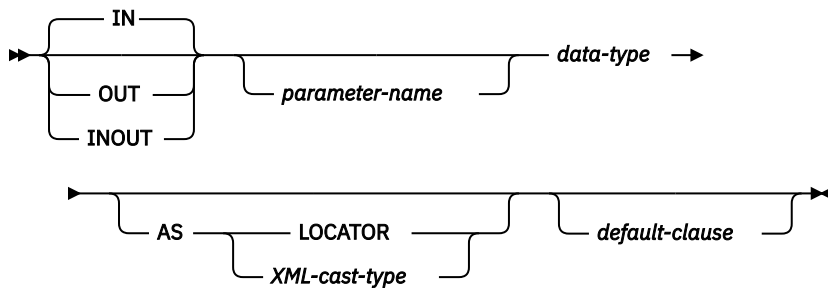 IN
data-type
OUT
parameter-name
INOUT
AS LOCATOR default-clause
XML-cast-type